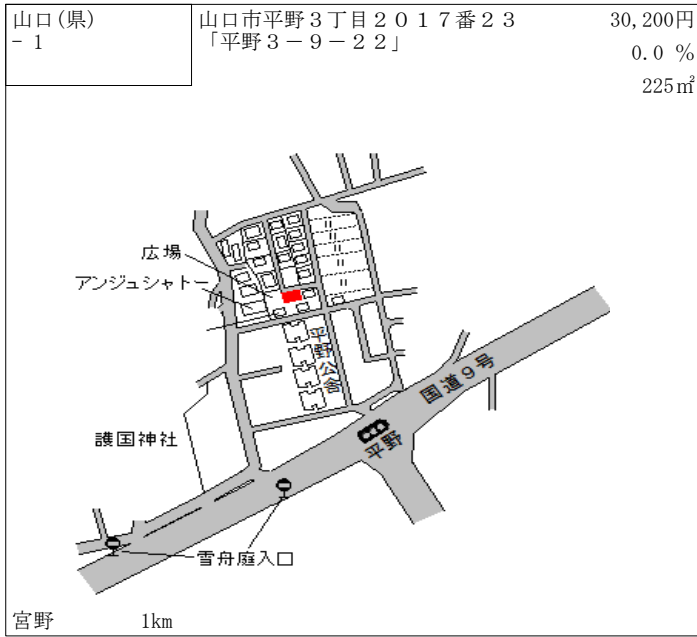 山口(県)
- 1
山口市平野３丁目２０１７番２３
「平野３－９－２２」
30,200円
0.0 %
225㎡
広場
アンジュシャトー
平野公舎
国道9号
平野
護国神社
雪舟庭入口
宮野 1km